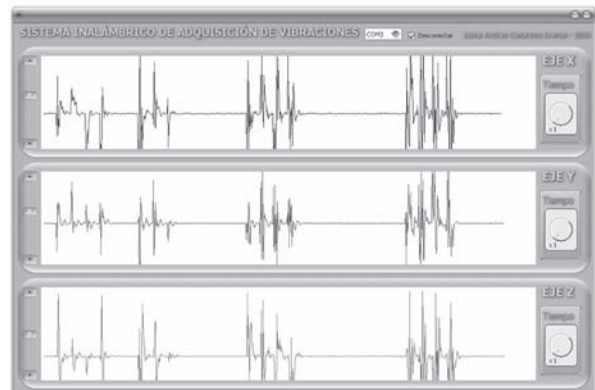 SISTEMA INALÁMBRICO DE ADQUISICIÓN DE VIBRACIONES COM3 Desconectar
EJE X
Tiempo
x1
EJE Y
Tiempo
x1
EJE Z
Tiempo
x1